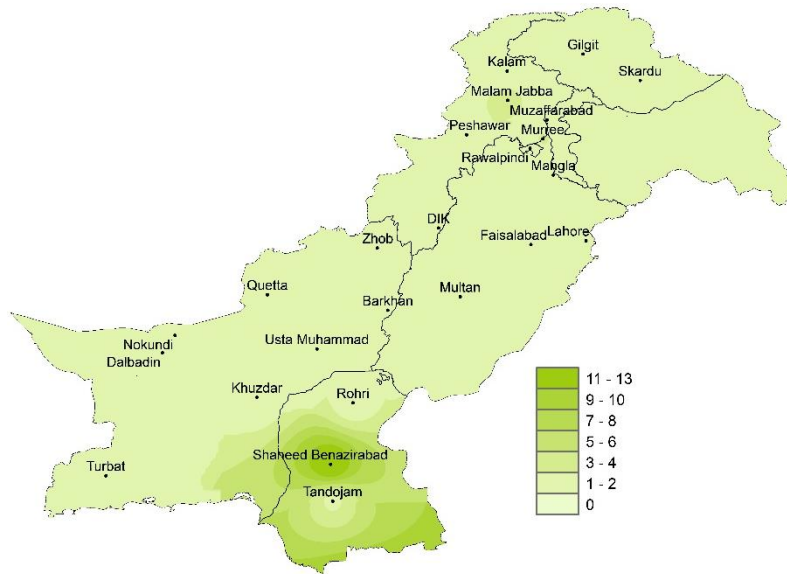 Gilgit
Kalam
Skardu
Malam Jabba
Muzaffarabad
Peshawar
Murree
Rawalpindi
Mangla
DIK
Zhob
Faisalabad
Lahore
Quetta
Multan
Barkhan
Nokundi
Usta Muhammad
Dalbadin
Khuzdar
Rohri
Shaheed Benazirabad
Turbat
Tandojam
11 - 13
9 - 10
7 - 8
5 - 6
3 - 4
1 - 2
0